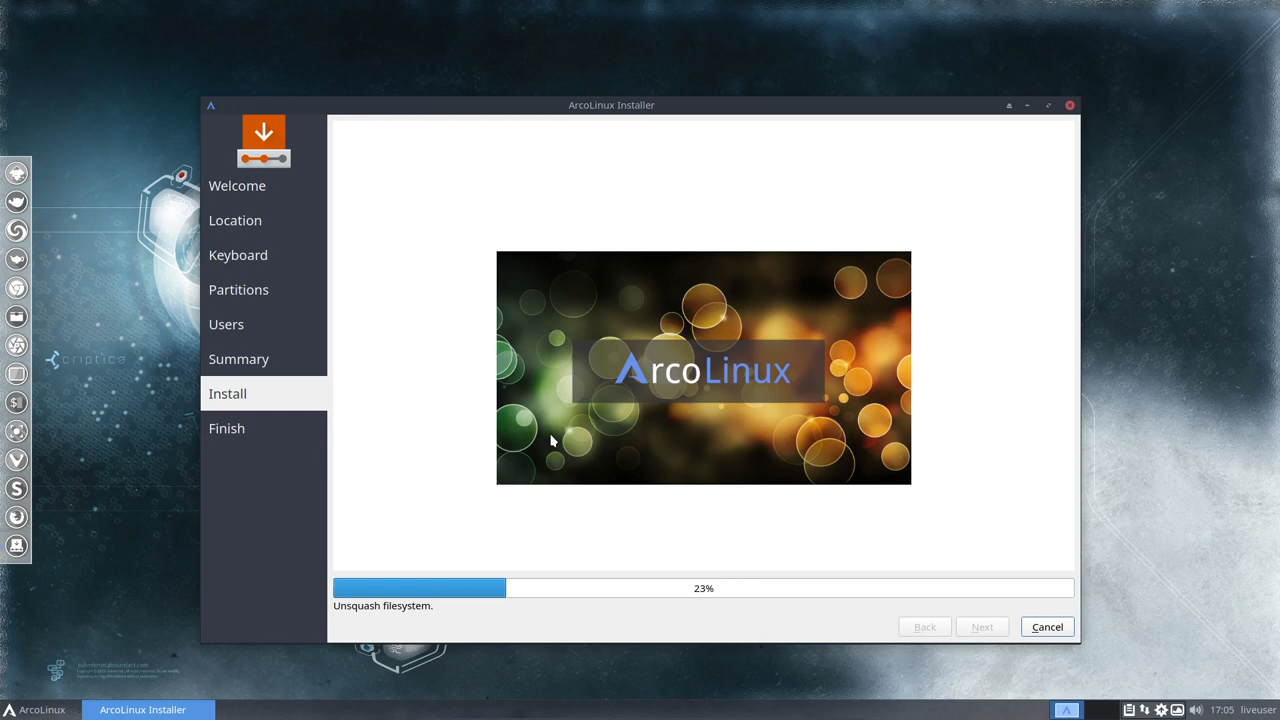 ArcoLinux Installer
Welcome
Location
Keyboard
Partitions
Users
Summary
Install
Finish
ArcoLinux
23%
Unsquash filesystem.
Back
Next
Cancel
criptica
ArcoLinux
ArcoLinux Installer
17:05
liveuser